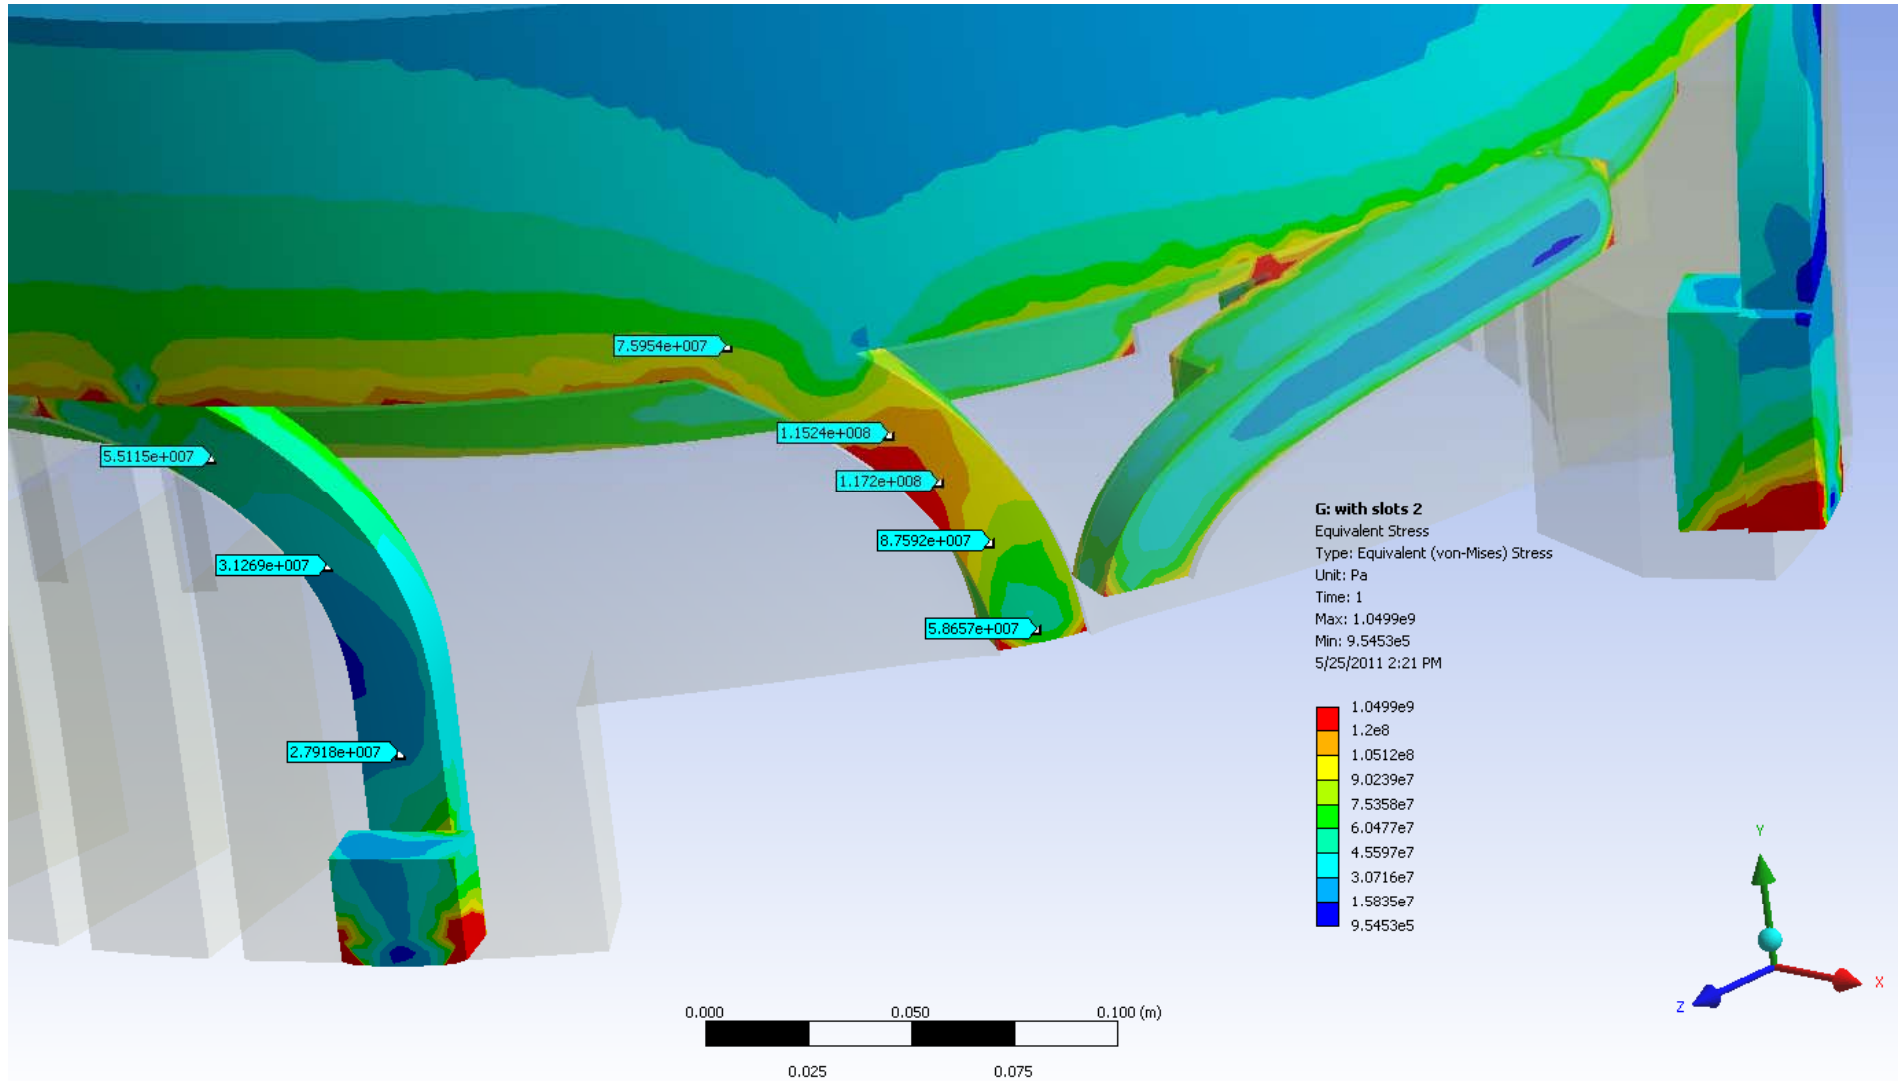 7.5954e+007
1.1524e+008
5.5115e+007
1.172e+008
8.7592e+007
3.1269e+007
5.8657e+007
2.7918e+007
G: with slots 2
Equivalent Stress
Type: Equivalent (von-Mises) Stress
Unit: Pa
Time: 1
Max: 1.0499e9
Min: 9.5453e5
5/25/2011 2:21 PM
1.0499e9
1.2e8
1.0512e8
9.0239e7
7.5358e7
6.0477e7
4.5597e7
3.0716e7
1.5835e7
9.5453e5
Y
X
Z
0.000 0.050 0.100 (m)
0.025 0.075